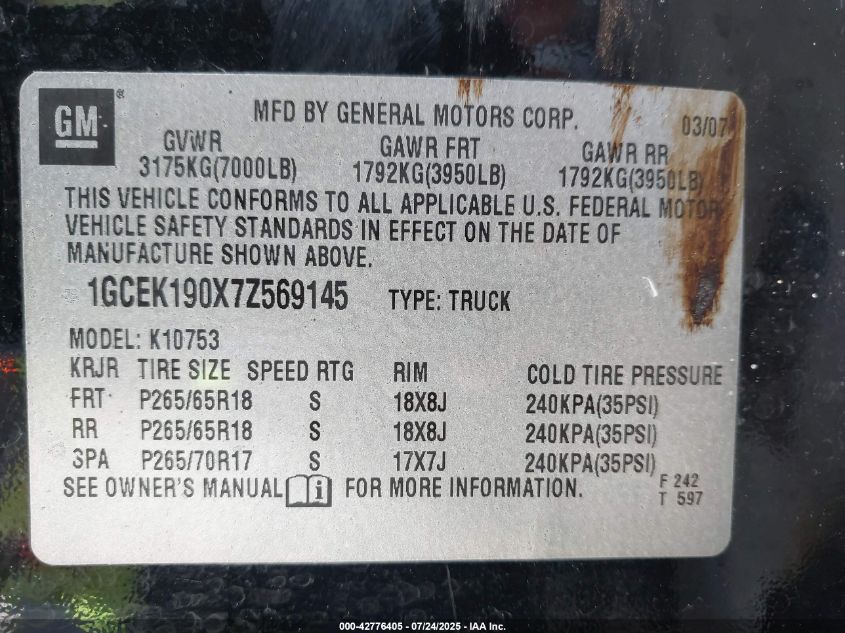 GM®
MFD BY GENERAL MOTORS CORP. 03/07
GVWR GAWR FRT GAWR RR
3175KG(7000LB) 1792KG(3950LB) 1792KG(3950LB)
THIS VEHICLE CONFORMS TO ALL APPLICABLE U.S. FEDERAL MOTOR
VEHICLE SAFETY STANDARDS IN EFFECT ON THE DATE OF
MANUFACTURE SHOWN ABOVE.
1GCEK190X7Z569145 TYPE: TRUCK
MODEL: K10753
KRJR TIRE SIZE SPEED RTG RIM COLD TIRE PRESSURE
FRT P265/65R18 S 18X8J 240KPA(35PSI)
RR P265/65R18 S 18X8J 240KPA(35PSI)
SPA P265/70R17 S 17X7J 240KPA(35PSI)
SEE OWNER'S MANUAL i FOR MORE INFORMATION.
F 242
T 597
000-42776405 - 07/24/2025 - IAA Inc.